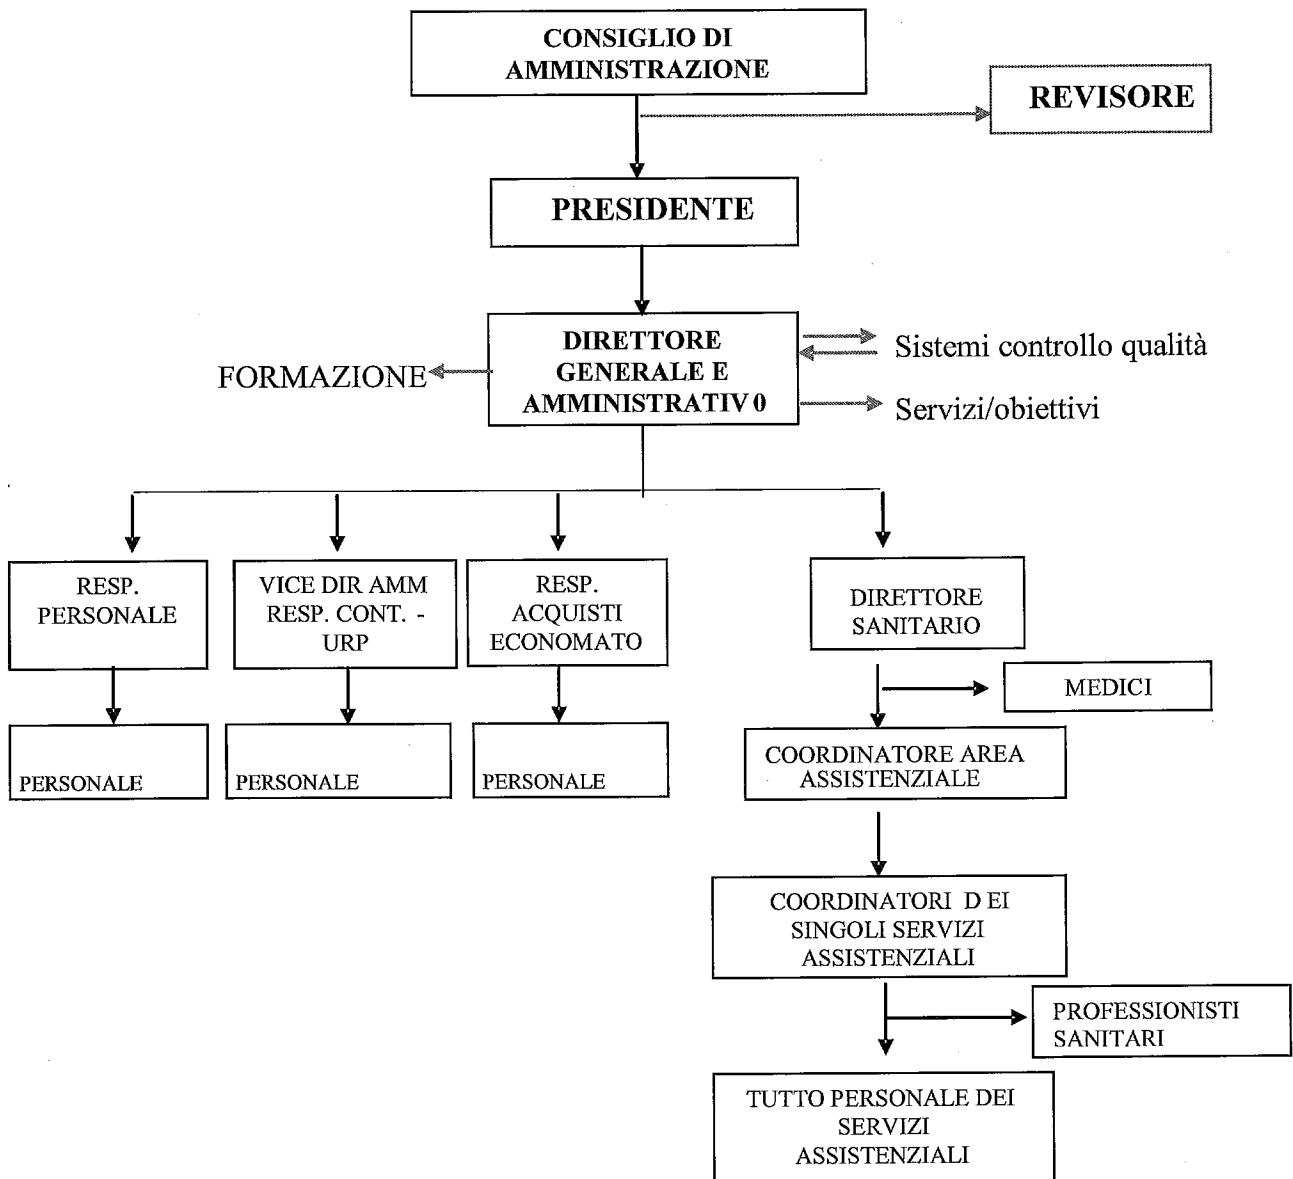 CONSIGLIO DI
AMMINISTRAZIONE
REVISORE
PRESIDENTE
DIRETTORE
GENERALE E
AMMINISTRATIV0
FORMAZIONE
Sistemi controllo qualità
Servizi/obiettivi
RESP.
PERSONALE
VICE DIR AMM
RESP. CONT. -
URP
RESP.
ACQUISTI
ECONOMATO
DIRETTORE
SANITARIO
MEDICI
PERSONALE
PERSONALE
PERSONALE
COORDINATORE AREA
ASSISTENZIALE
COORDINATORI D EI
SINGOLI SERVIZI
ASSISTENZIALI
PROFESSIONISTI
SANITARI
TUTTO PERSONALE DEI
SERVIZI
ASSISTENZIALI